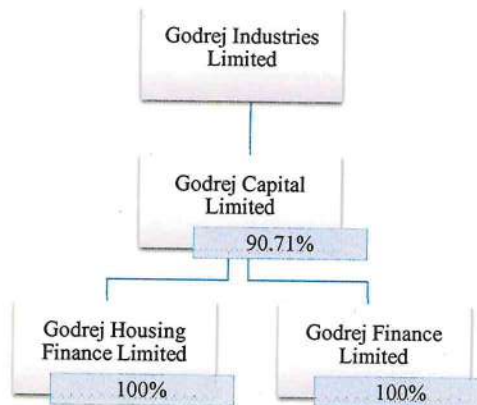 Godrej Industries
Limited
Godrej Capital
Limited
90.71%
Godrej Housing
Finance Limited
100%
Godrej Finance
Limited
100%